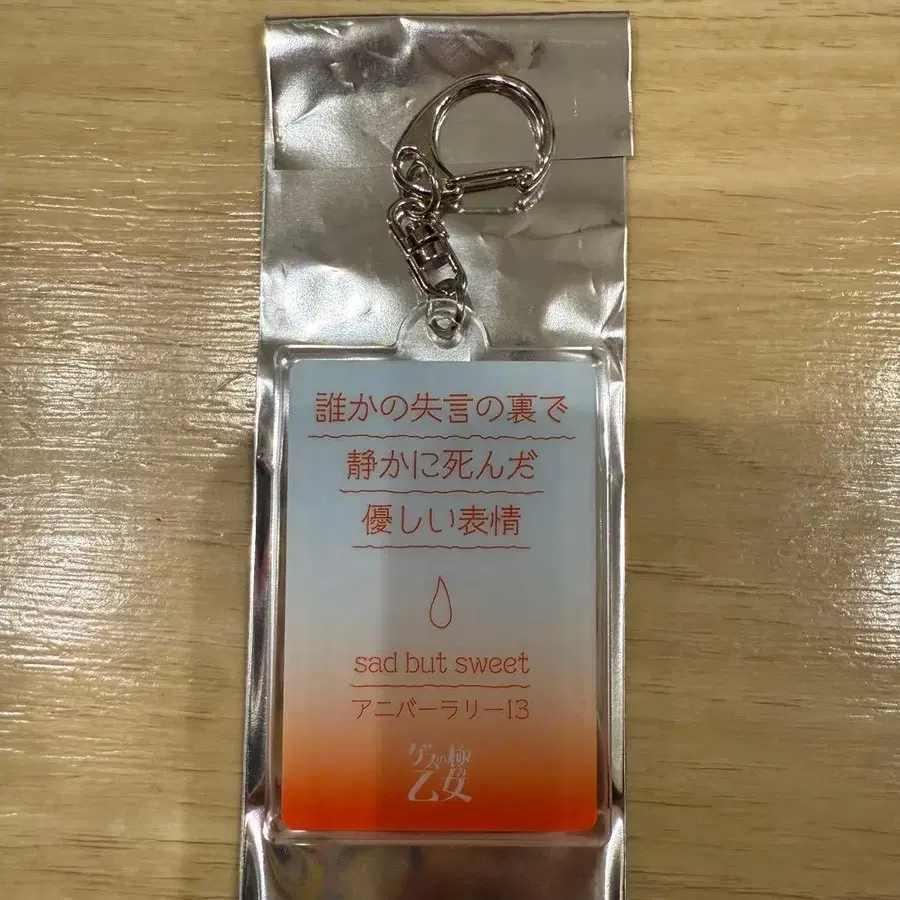 誰かの失言の裏で
静かに死んだ
優しい表情
sad but sweet
アニバーラリー13
ゲスの極み
乙女